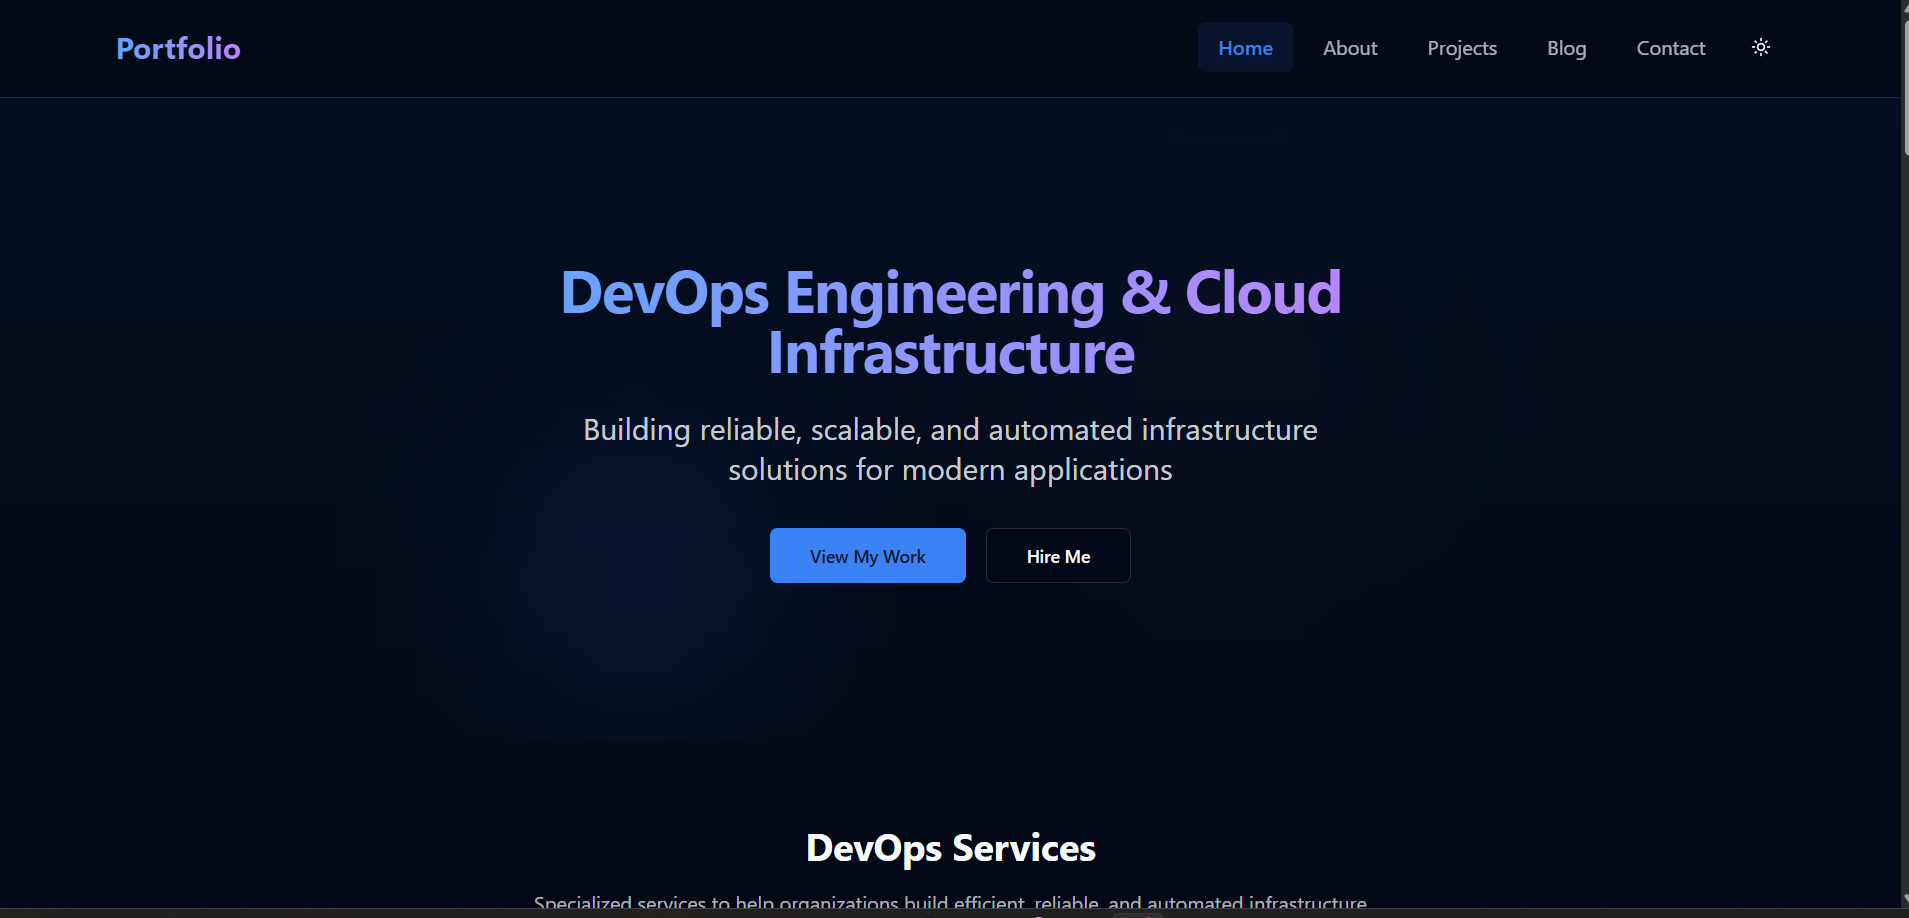 Portfolio
Home
About
Projects
Blog
Contact
DevOps Engineering & Cloud
Infrastructure
Building reliable, scalable, and automated infrastructure
solutions for modern applications
View My Work
Hire Me
DevOps Services
Specialized services to help organizations build efficient, reliable, and automated infrastructure